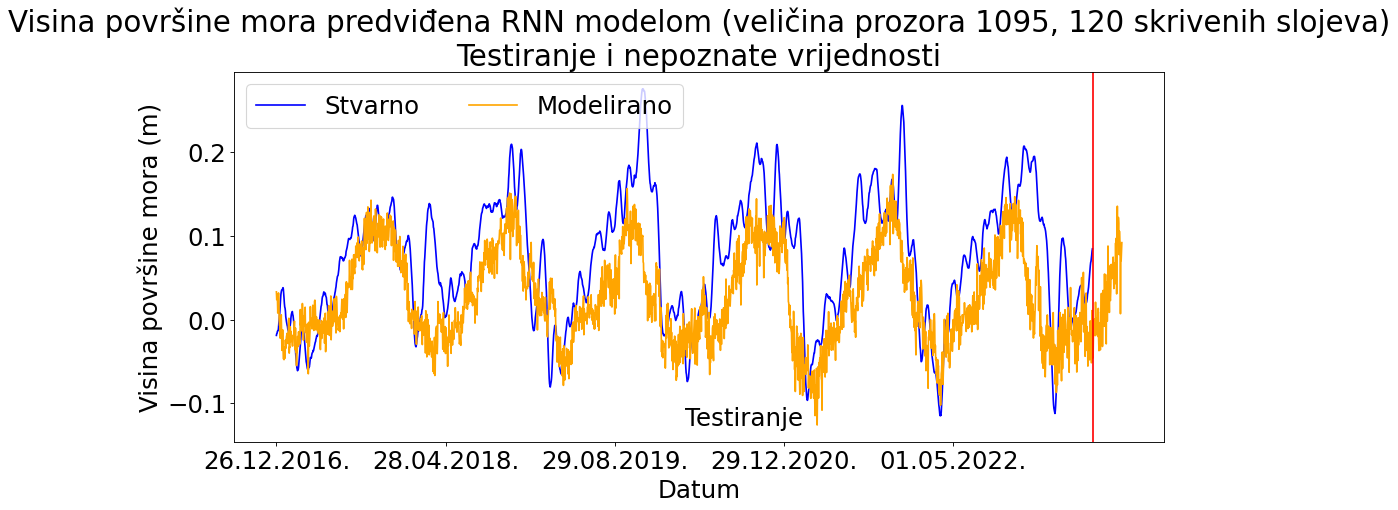 Visina površine mora predviđena RNN modelom (veličina prozora 1095, 120 skrivenih slojeva)
Testiranje i nepoznate vrijednosti
Stvarno
Modelirano
Visina površine mora (m)
0.2
0.1
0.0
−0.1
Testiranje
26.12.2016.
28.04.2018.
29.08.2019.
29.12.2020.
01.05.2022.
Datum